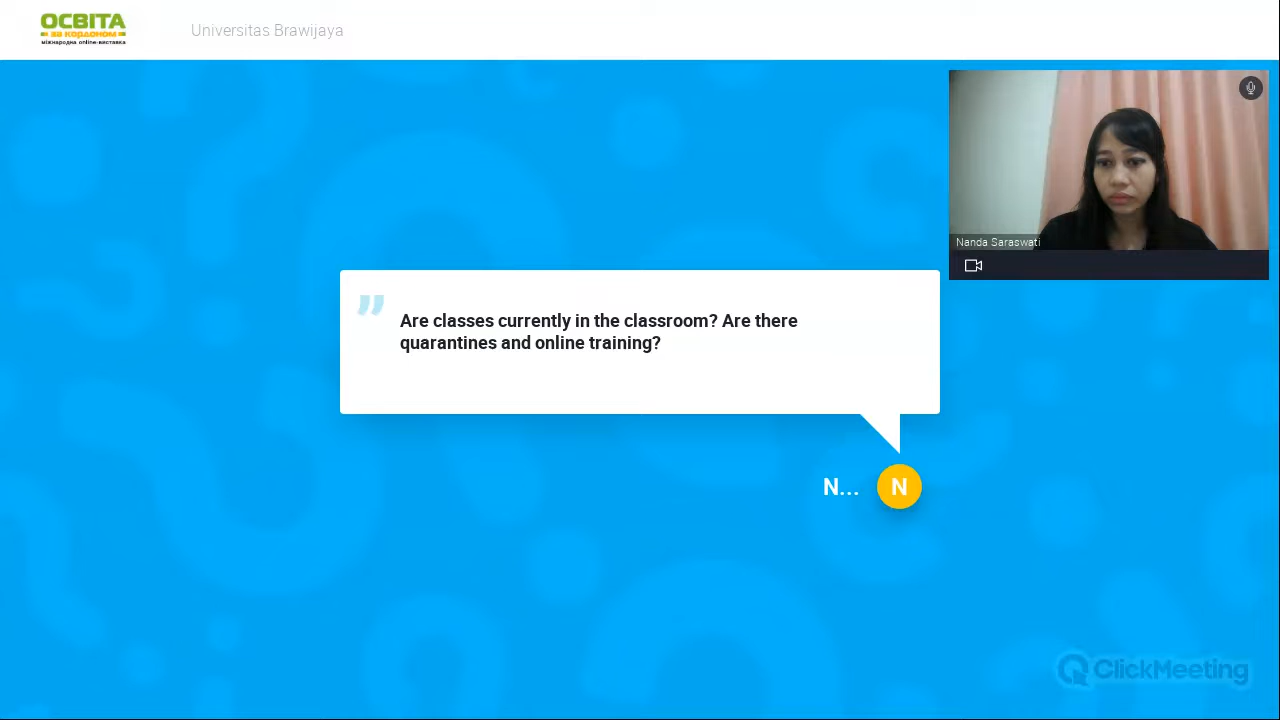 ОСВІТА
за кордоном
міжнародна online-виставка
Universitas Brawijaya
Nanda Saraswati
Are classes currently in the classroom? Are there
quarantines and online training?
N...
N
ClickMeeting